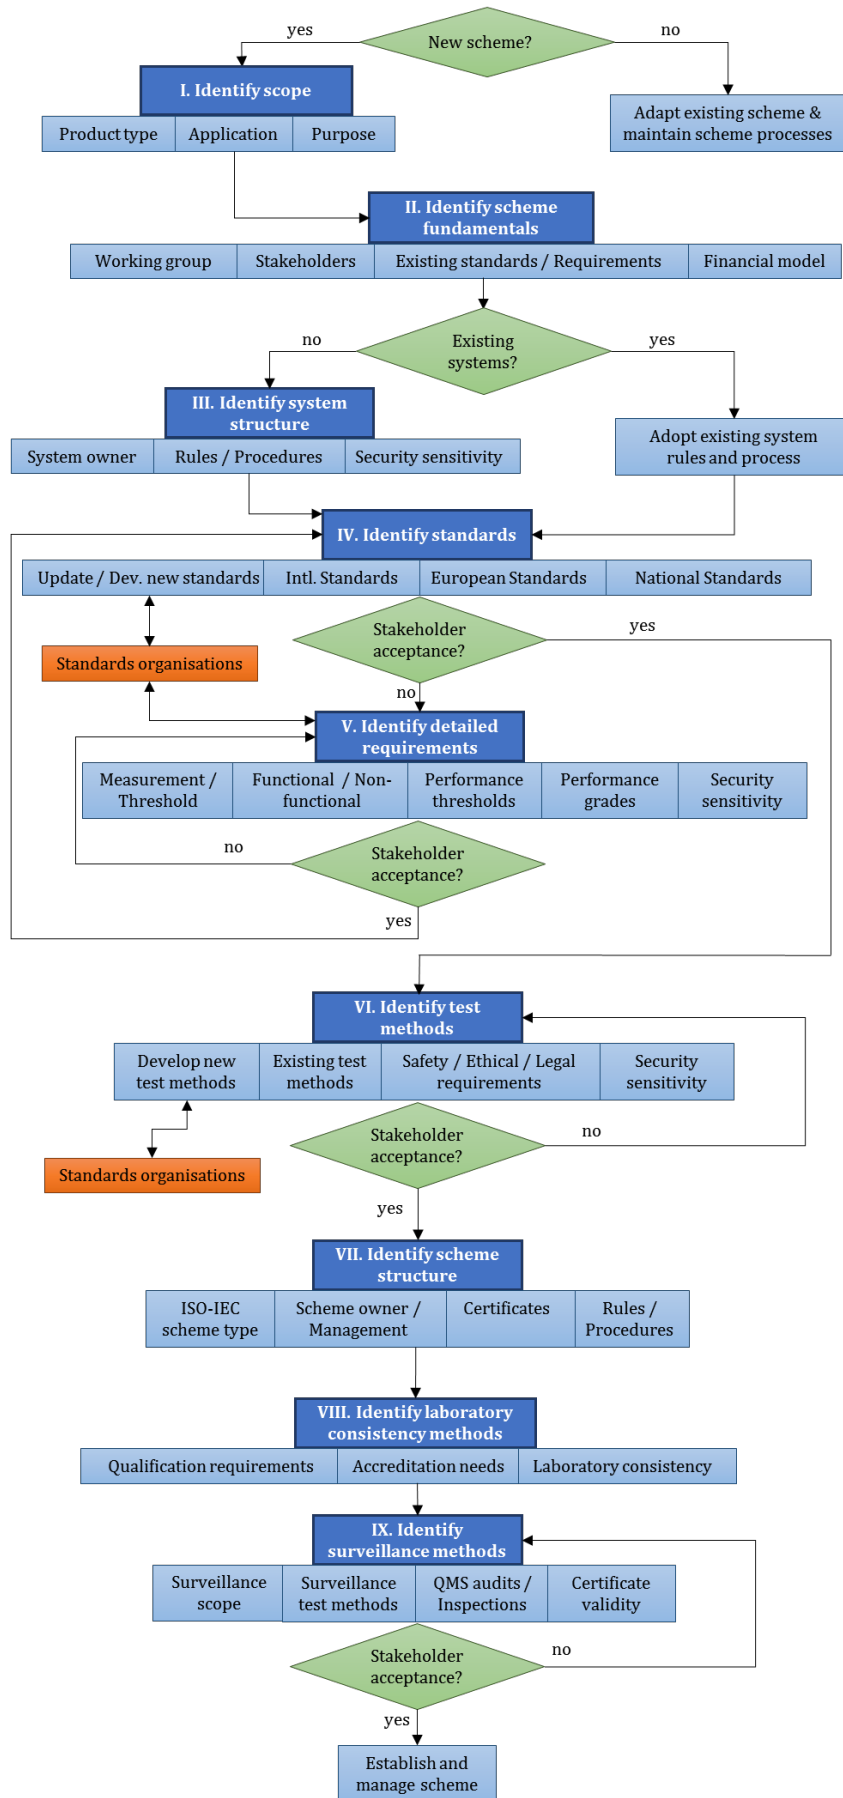 New scheme?
yes
no
I. Identify scope
Product type
Application
Purpose
Adapt existing scheme &
maintain scheme processes
II. Identify scheme
fundamentals
Working group
Stakeholders
Existing standards / Requirements
Financial model
Existing
systems?
no
yes
III. Identify system
structure
System owner
Rules / Procedures
Security sensitivity
Adopt existing system
rules and process
IV. Identify standards
Update / Dev. new standards
Intl. Standards
European Standards
National Standards
Stakeholder
acceptance?
yes
no
Standards organisations
V. Identify detailed
requirements
Measurement /
Threshold
Functional / Non-
functional
Performance
thresholds
Performance
grades
Security
sensitivity
no
Stakeholder
acceptance?
yes
VI. Identify test
methods
Develop new
test methods
Existing test
methods
Safety / Ethical / Legal
requirements
Security
sensitivity
Stakeholder
acceptance?
no
Standards organisations
yes
VII. Identify scheme
structure
ISO-IEC
scheme type
Scheme owner /
Management
Certificates
Rules /
Procedures
VIII. Identify laboratory
consistency methods
Qualification requirements
Accreditation needs
Laboratory consistency
IX. Identify
surveillance methods
Surveillance
scope
Surveillance
test methods
QMS audits /
Inspections
Certificate
validity
Stakeholder
acceptance?
no
yes
Establish and
manage scheme